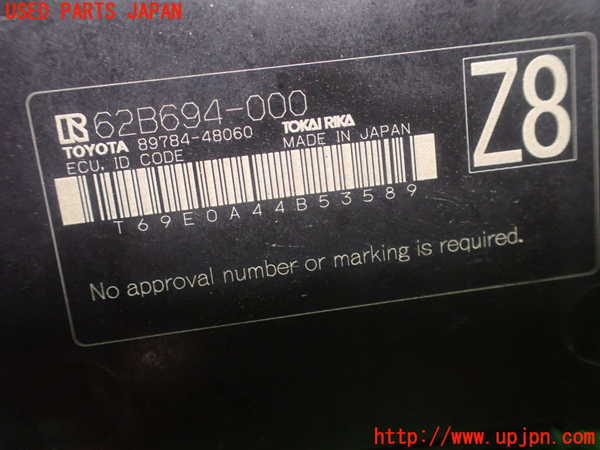 USED PARTS JAPAN
R 62B694-000
TOYOTA 89784-48060 TOKAI RIKA
ECU. ID CODE MADE IN JAPAN
Z8
T69E0A44B53589
No approval number or marking is required.
http://www.upjpn.com/